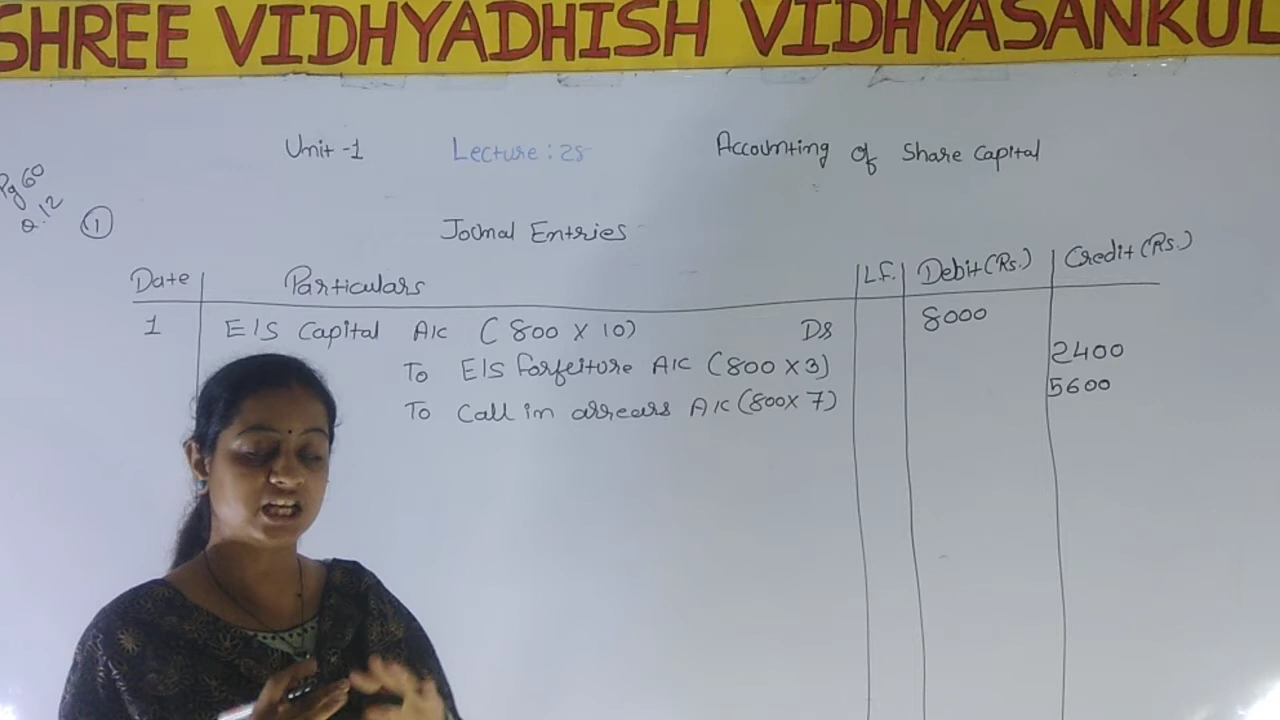 SHREE VIDHYADHISH VIDHYASANKUL
Unit -1 Lecture : 28 Accounting of Share Capital
Pg 60
Q.12
1
Journal Entries
Date Particulars L.F. Debit (Rs.) Credit (Rs.)
1 E/S Capital A/c (800 X 10) Dr 8000
To E/S Forfeiture A/c (800 X 3) 2400
To Call in arrears A/c (800 X 7) 5600